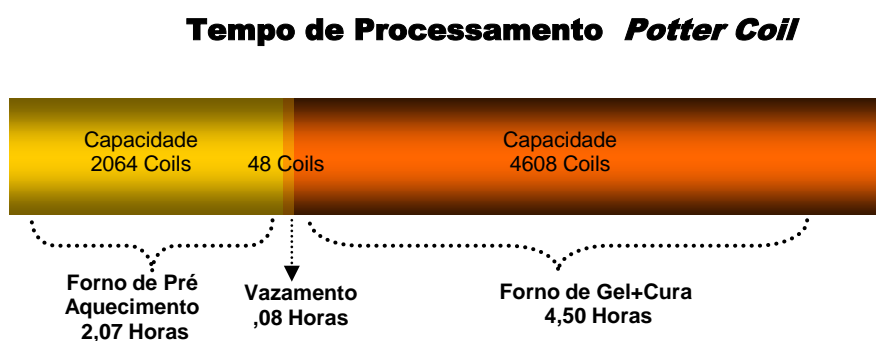 Tempo de Processamento Potter Coil
Capacidade
2064 Coils
48 Coils
Capacidade
4608 Coils
Forno de Pré
Aquecimento
2,07 Horas
Vazamento
,08 Horas
Forno de Gel+Cura
4,50 Horas